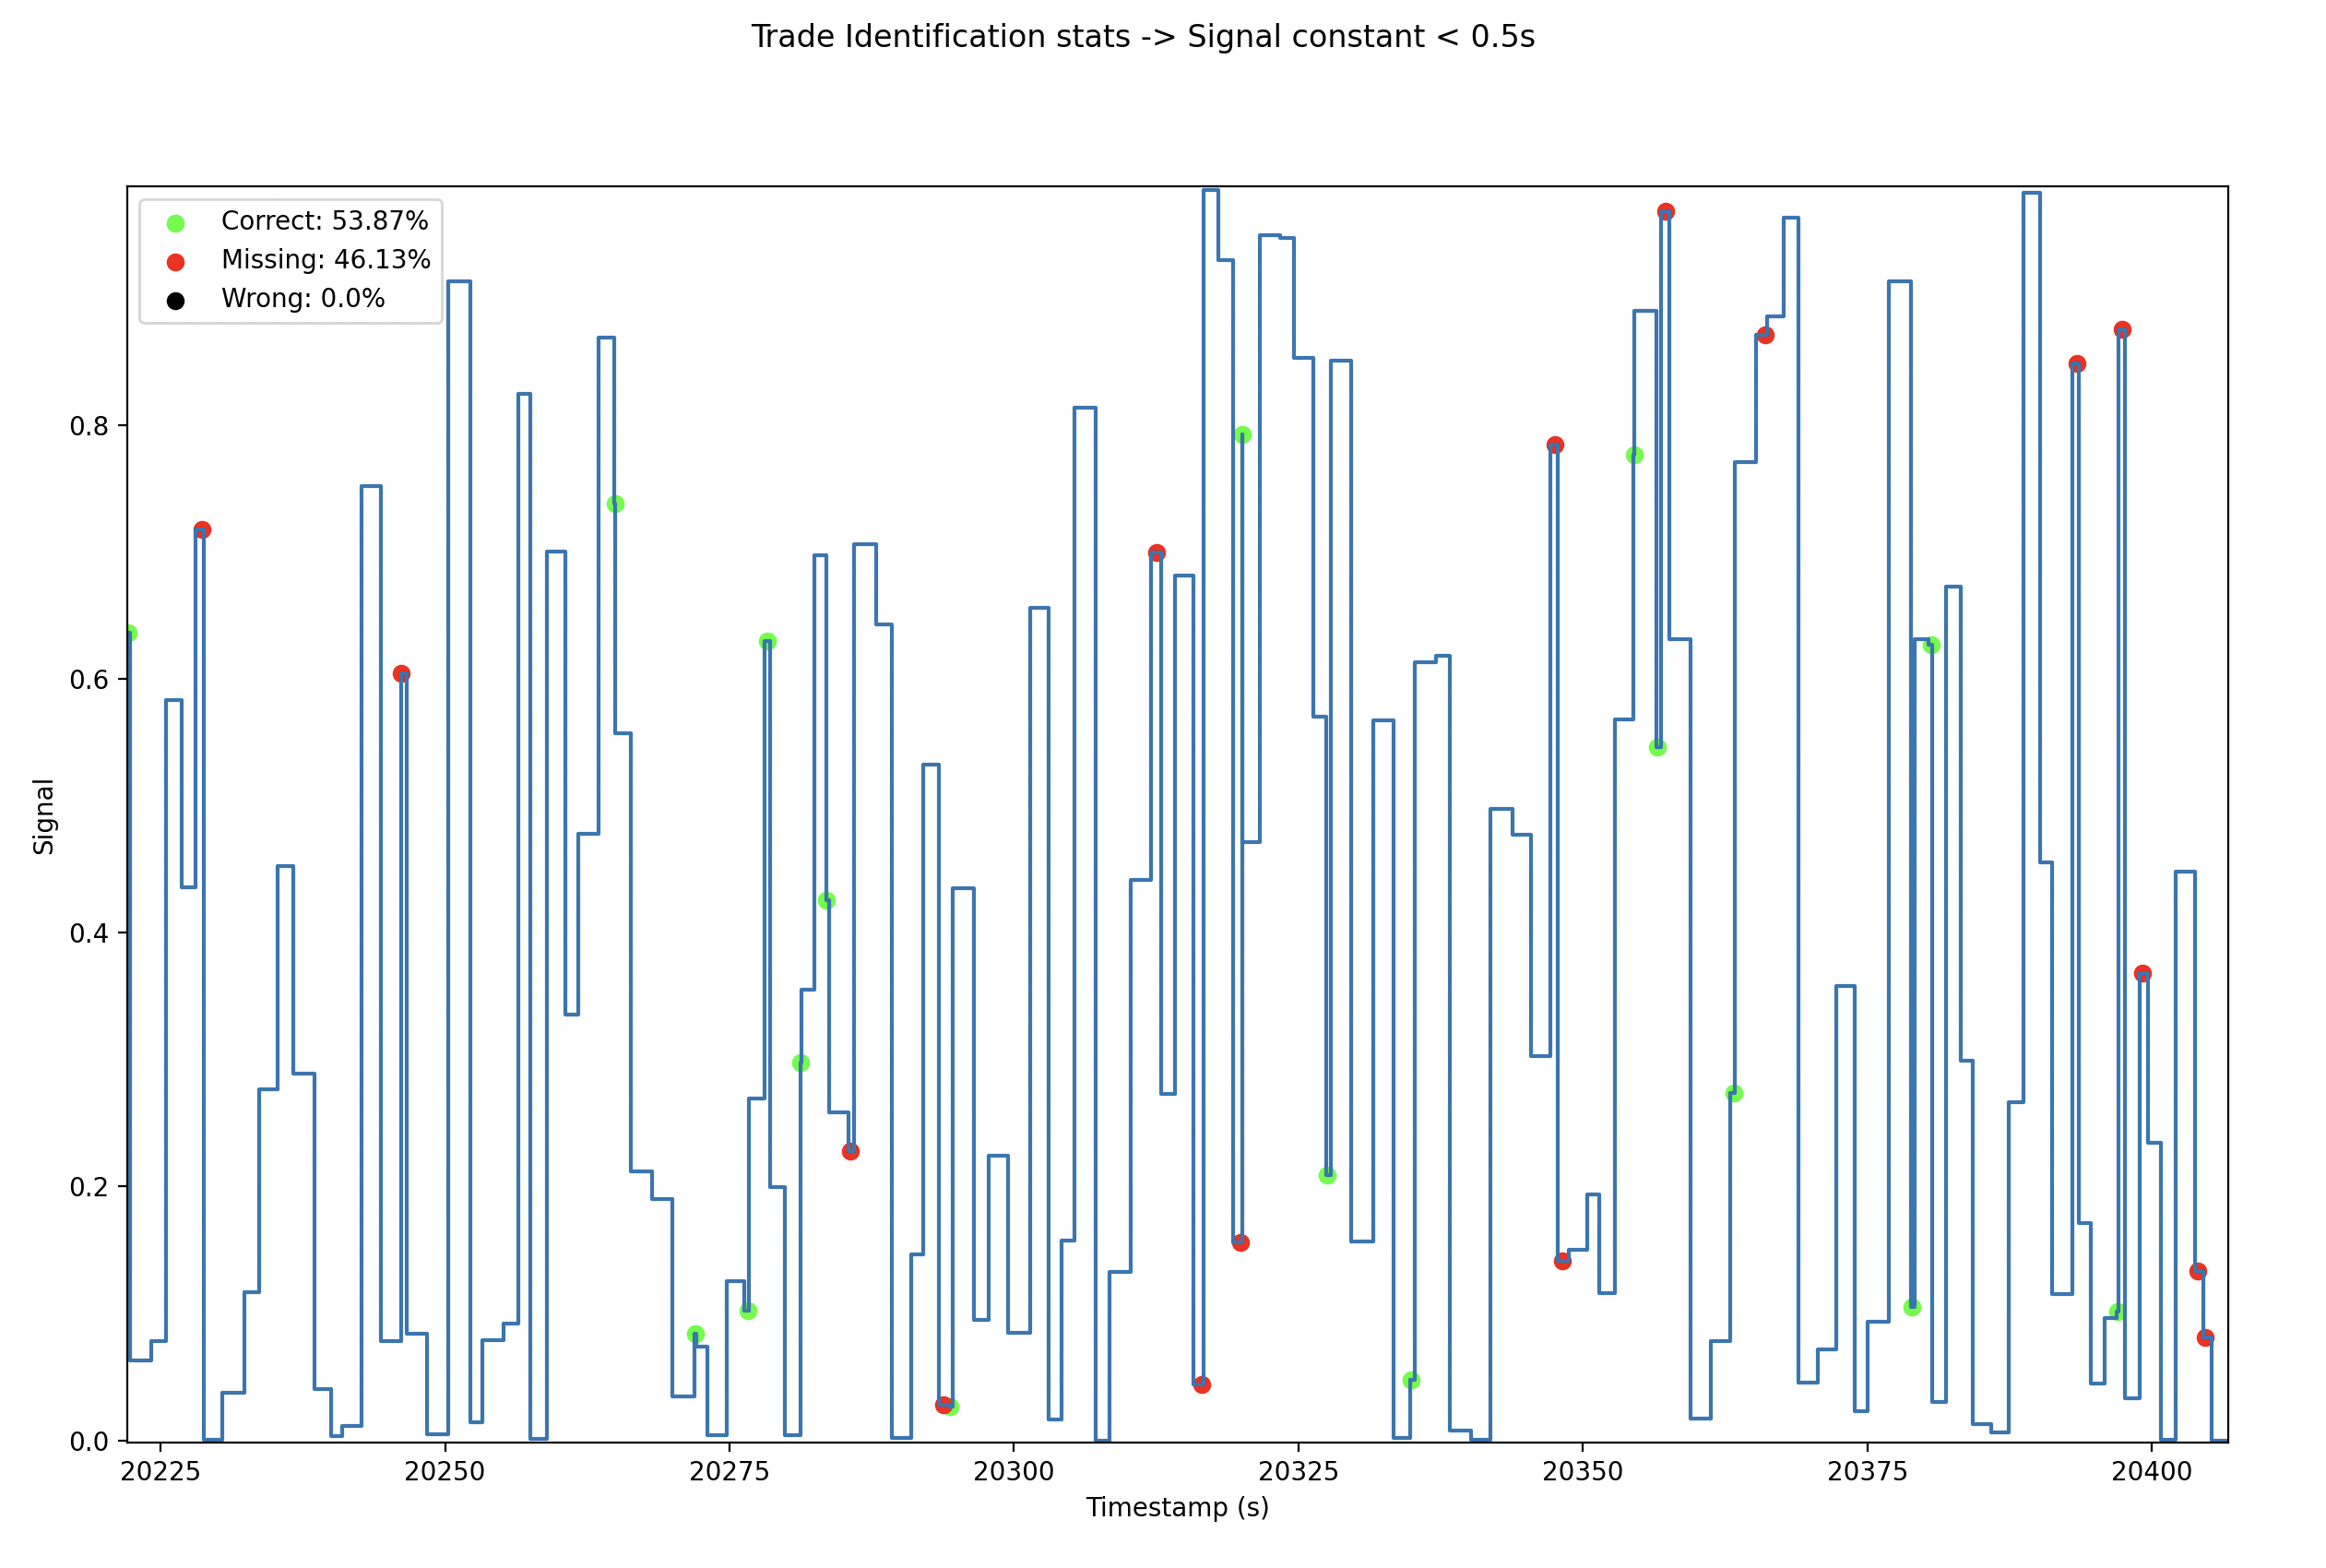 Trade Identification stats -> Signal constant < 0.5s
Correct: 53.87%
Missing: 46.13%
Wrong: 0.0%
0.8
0.6
0.4
0.2
0.0
Signal
20225 20250 20275 20300 20325 20350 20375 20400
Timestamp (s)